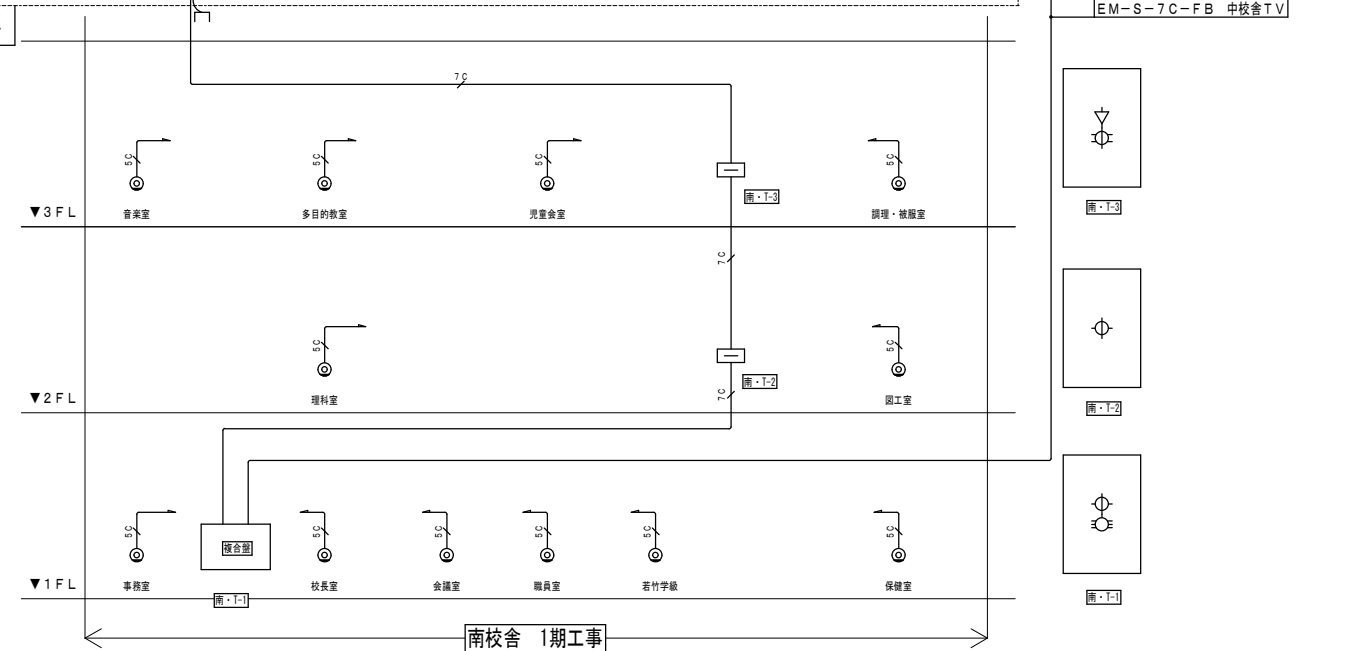 EM-S-7C-FB 中校舎TV
7C
5C
5C
5C
5C
南・T-3
▼3FL
音楽室
多目的教室
児童会室
調理・被服室
南・T-3
7C
5C
5C
南・T-2
7C
▼2FL
理科室
図工室
南・T-2
5C
5C
5C
5C
5C
5C
複合盤
▼1FL
事務室
校長室
会議室
職員室
若竹学級
保健室
南・T-1
南・T-1
南校舎 1期工事